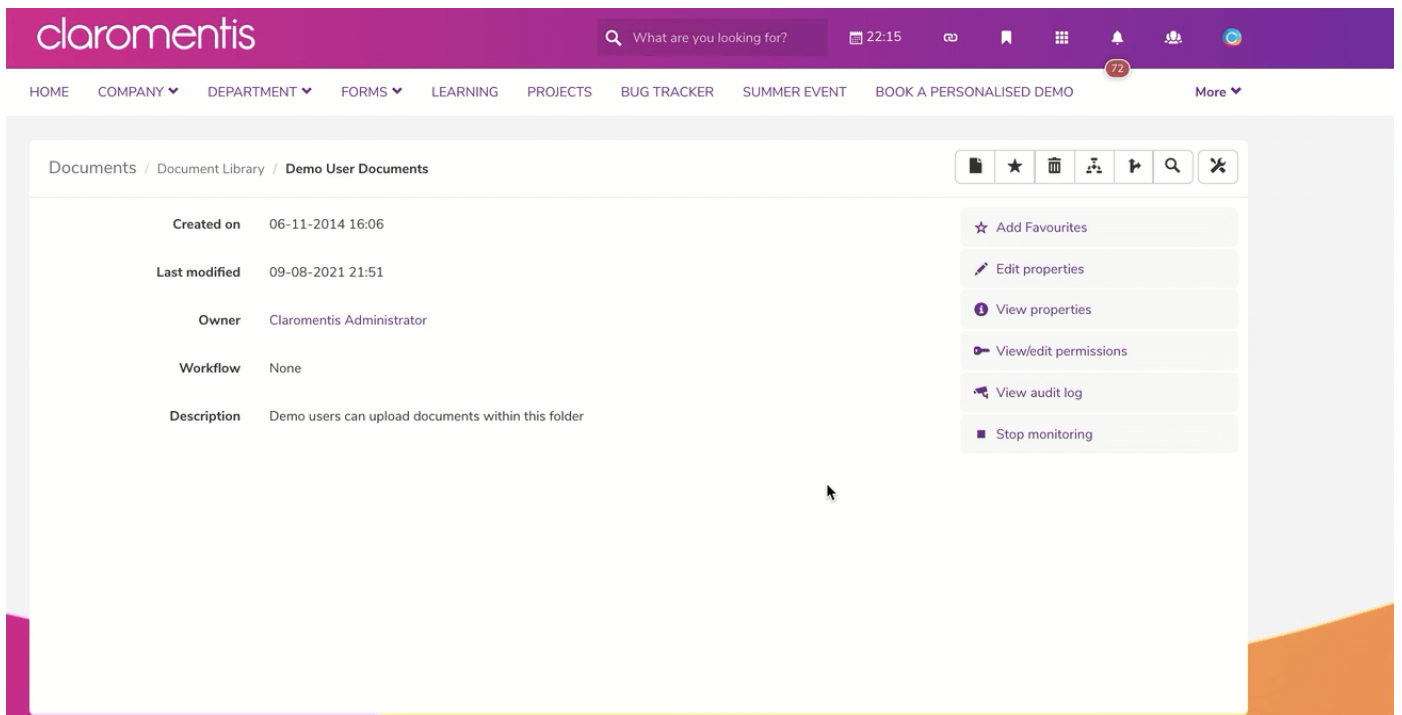 claromentis
What are you looking for? 22:15
72
HOME COMPANY DEPARTMENT FORMS LEARNING PROJECTS BUG TRACKER SUMMER EVENT BOOK A PERSONALISED DEMO More
Documents / Document Library / Demo User Documents
Created on 06-11-2014 16:06
Last modified 09-08-2021 21:51
Owner Claromentis Administrator
Workflow None
Description Demo users can upload documents within this folder
Add Favourites
Edit properties
View properties
View/edit permissions
View audit log
Stop monitoring